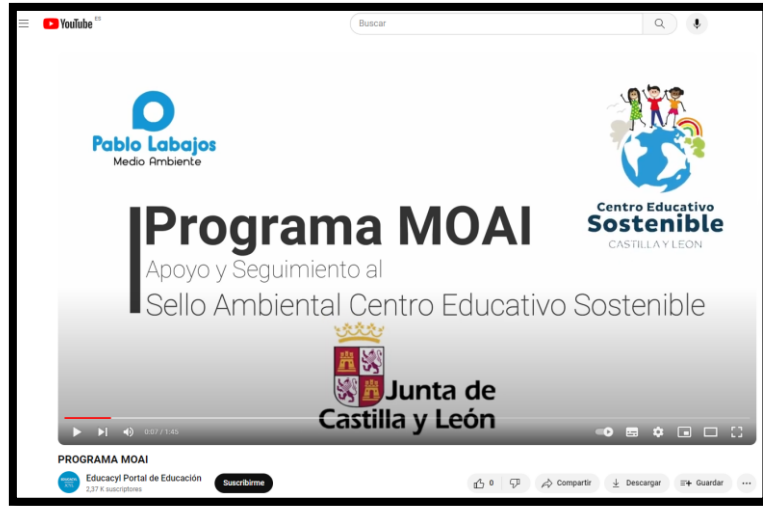 YouTube ES
Buscar
Pablo Labajos
Medio Ambiente
Centro Educativo
Sostenible
CASTILLA Y LEÓN
Programa MOAI
Apoyo y Seguimiento al
Sello Ambiental Centro Educativo Sostenible
Junta de
Castilla y León
0:07 / 1:45
PROGRAMA MOAI
Educacyl Portal de Educación
2,37 K suscriptores
Suscribirme
0
Compartir
Descargar
Guardar